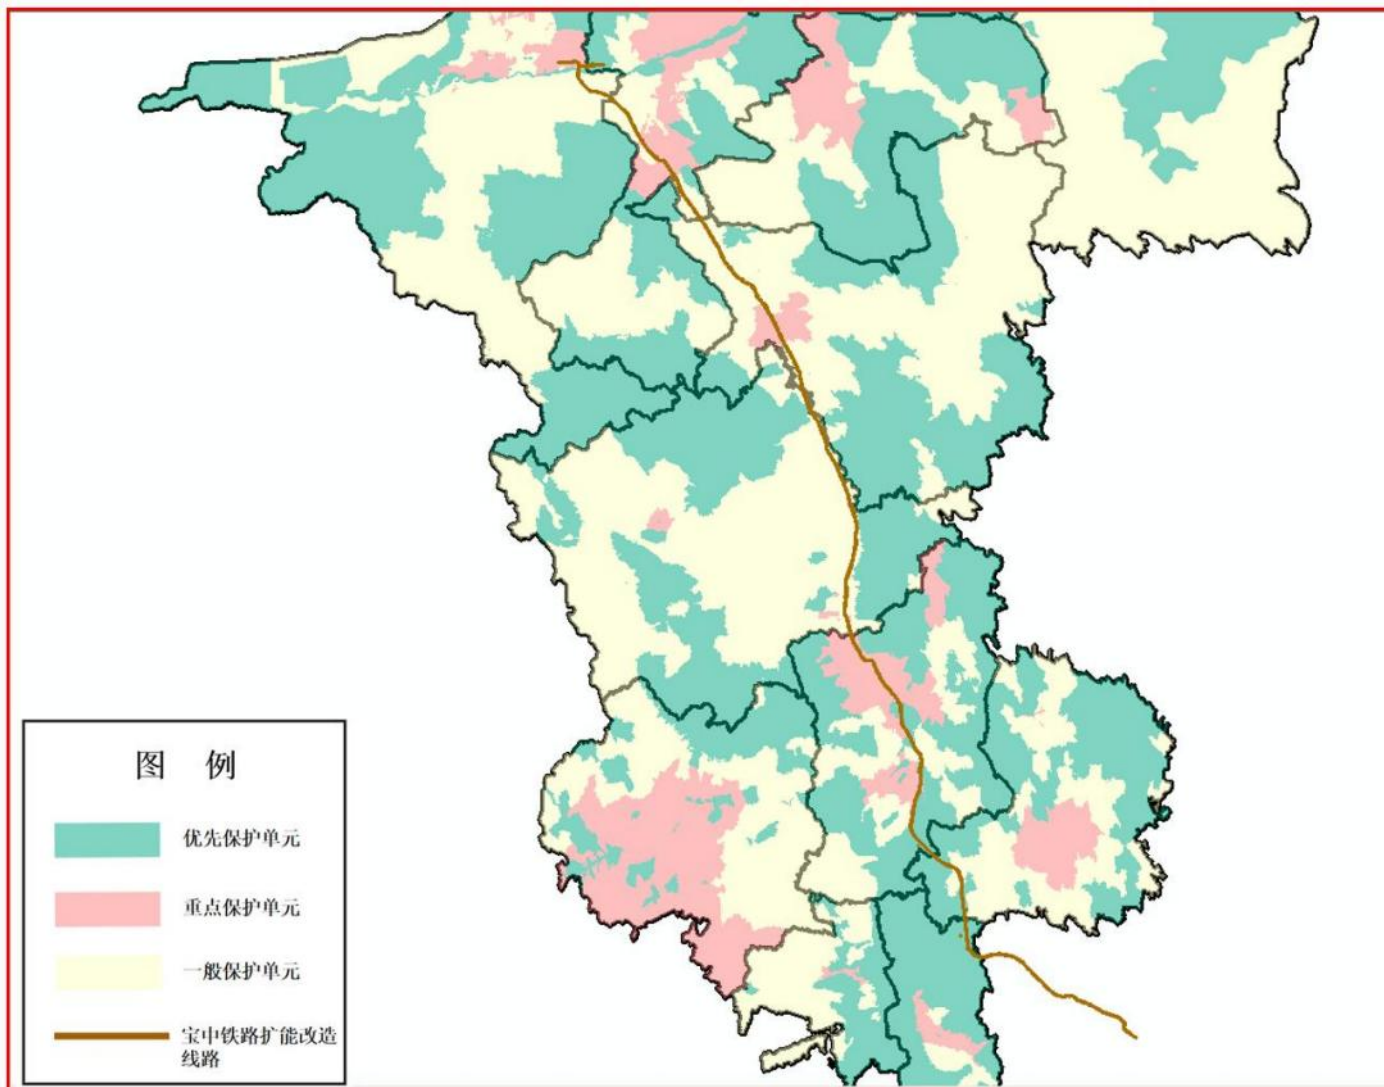 图 例
优先保护单元
重点保护单元
一般保护单元
宝中铁路扩能改造
线路